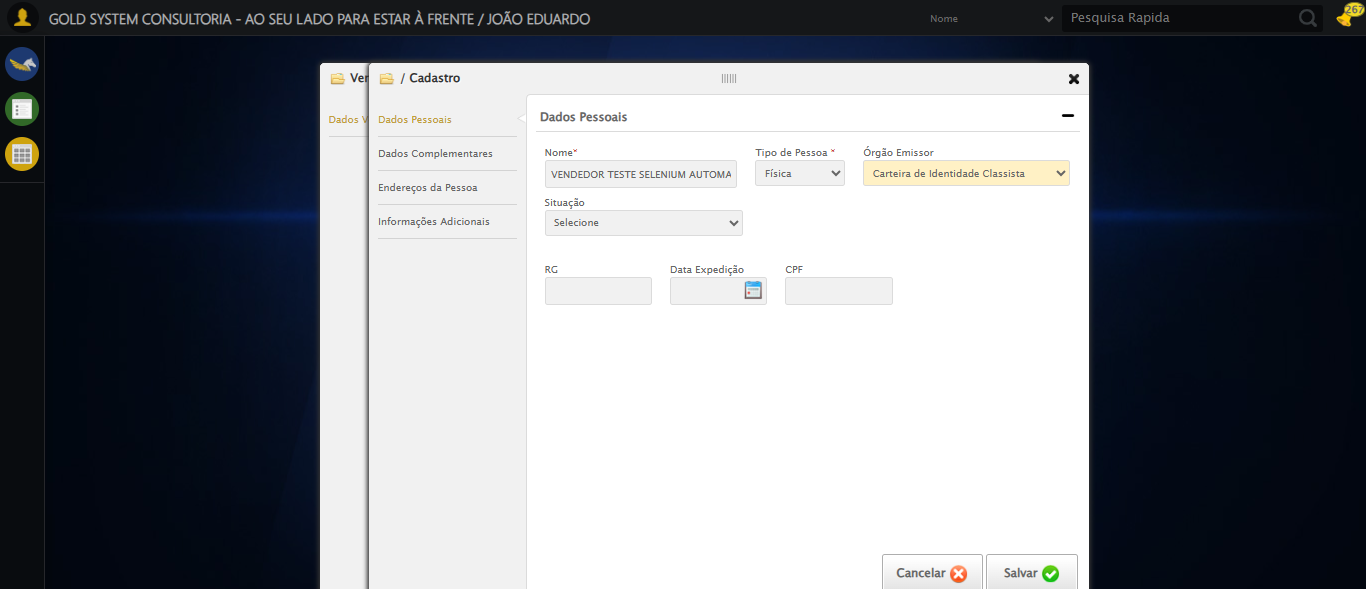 GOLD SYSTEM CONSULTORIA - AO SEU LADO PARA ESTAR À FRENTE / JOÃO EDUARDO
Nome
Pesquisa Rapida
267
Ver
/ Cadastro
Dados V
Dados Pessoais
Dados Complementares
Endereços da Pessoa
Informações Adicionais
Dados Pessoais
Nome*
Tipo de Pessoa *
Órgão Emissor
VENDEDOR TESTE SELENIUM AUTOMA
Física
Carteira de Identidade Classista
Situação
Selecione
RG
Data Expedição
CPF
Cancelar
Salvar